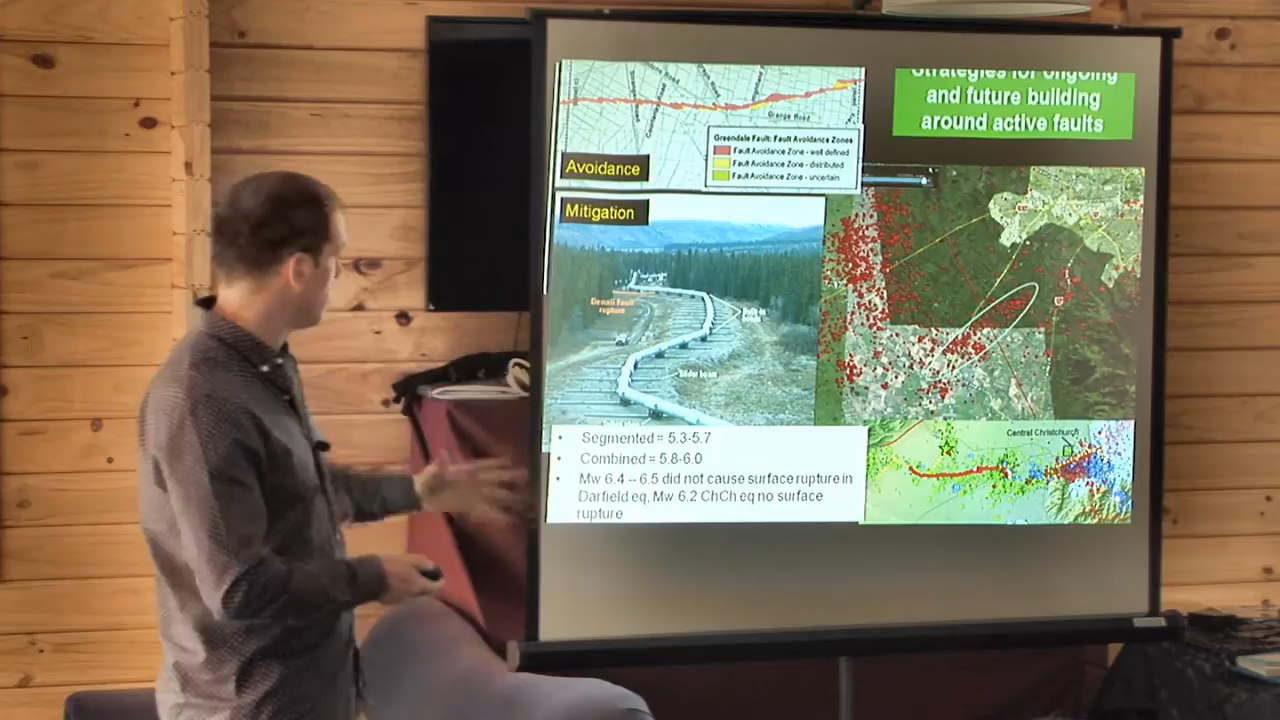 Strategies for ongoing
and future building
around active faults
Orange Road
Greendale Fault: Fault Avoidance Zones
Fault Avoidance Zone - well defined
Fault Avoidance Zone - distributed
Fault Avoidance Zone - uncertain
Avoidance
Mitigation
Denali Fault
rupture
Slider beam
• Segmented = 5.3-5.7
• Combined = 5.8-6.0
• Mw 6.4 – 6.5 did not cause surface rupture in
Darfield eq, Mw 6.2 ChCh eq no surface
rupture
Central Christchurch